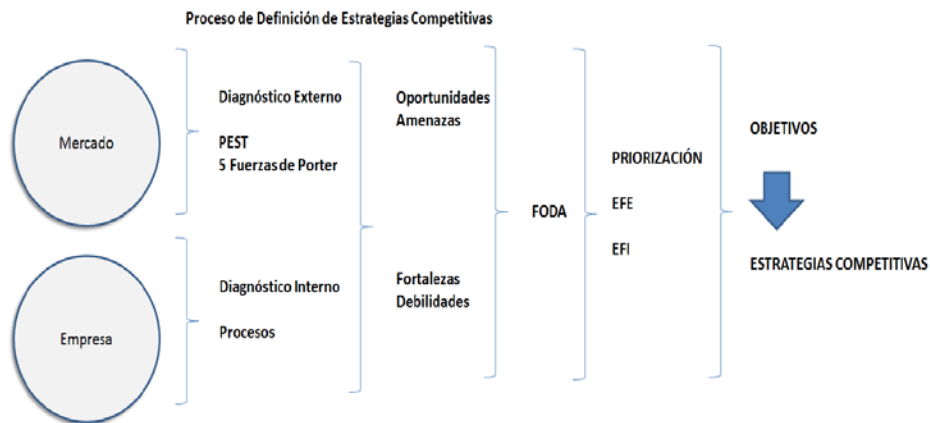 Proceso de Definición de Estrategias Competitivas
Mercado
Diagnóstico Externo
PEST
5 Fuerzas de Porter
Empresa
Diagnóstico Interno
Procesos
Oportunidades
Amenazas
Fortalezas
Debilidades
FODA
PRIORIZACIÓN
EFE
EFI
OBJETIVOS
ESTRATEGIAS COMPETITIVAS